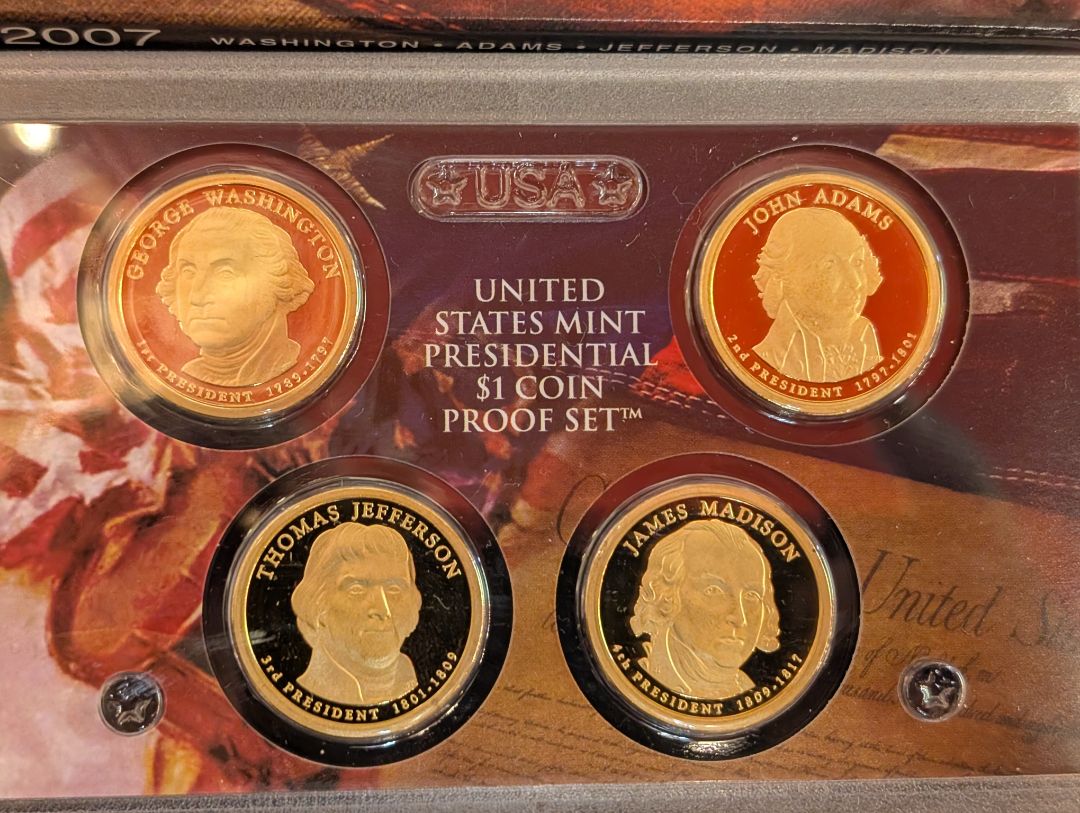 2007 WASHINGTON • ADAMS • JEFFERSON • MADISON
USA
GEORGE WASHINGTON
1st PRESIDENT 1789-1797
UNITED
STATES MINT
PRESIDENTIAL
$1 COIN
PROOF SET™
JOHN ADAMS
2nd PRESIDENT 1797-1801
THOMAS JEFFERSON
3rd PRESIDENT 1801-1809
JAMES MADISON
4th PRESIDENT 1809-1817
United
of